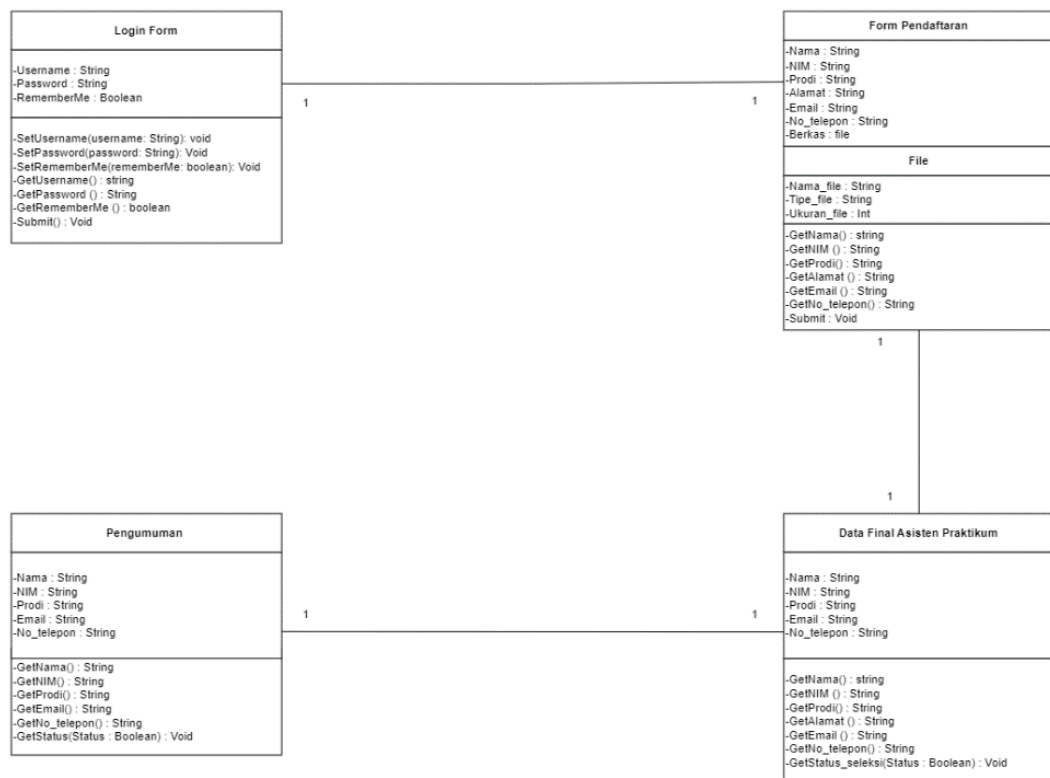 Login Form
-Username : String
-Password : String
-RememberMe : Boolean
-SetUsername(username: String): void
-SetPassword(password: String): Void
-SetRememberMe(rememberMe: boolean): Void
-GetUsername() : string
-GetPassword () : String
-GetRememberMe () : boolean
-Submit() : Void
1
1
Form Pendaftaran
-Nama : String
-NIM : String
-Prodi : String
-Alamat : String
-Email : String
-No_telepon : String
-Berkas : file
File
-Nama_file : String
-Tipe_file : String
-Ukuran_file : Int
-GetNama() : string
-GetNIM () : String
-GetProdi() : String
-GetAlamat () : String
-GetEmail () : String
-GetNo_telepon() : String
-Submit : Void
1
1
Pengumuman
-Nama : String
-NIM : String
-Prodi : String
-Email : String
-No_telepon : String
-GetNama() : String
-GetNIM() : String
-GetProdi() : String
-GetEmail() : String
-GetNo_telepon() : String
-GetStatus(Status : Boolean) : Void
1
1
Data Final Asisten Praktikum
-Nama : String
-NIM : String
-Prodi : String
-Email : String
-No_telepon : String
-GetNama() : string
-GetNIM () : String
-GetProdi() : String
-GetAlamat () : String
-GetEmail () : String
-GetNo_telepon() : String
-GetStatus_seleksi(Status : Boolean) : Void